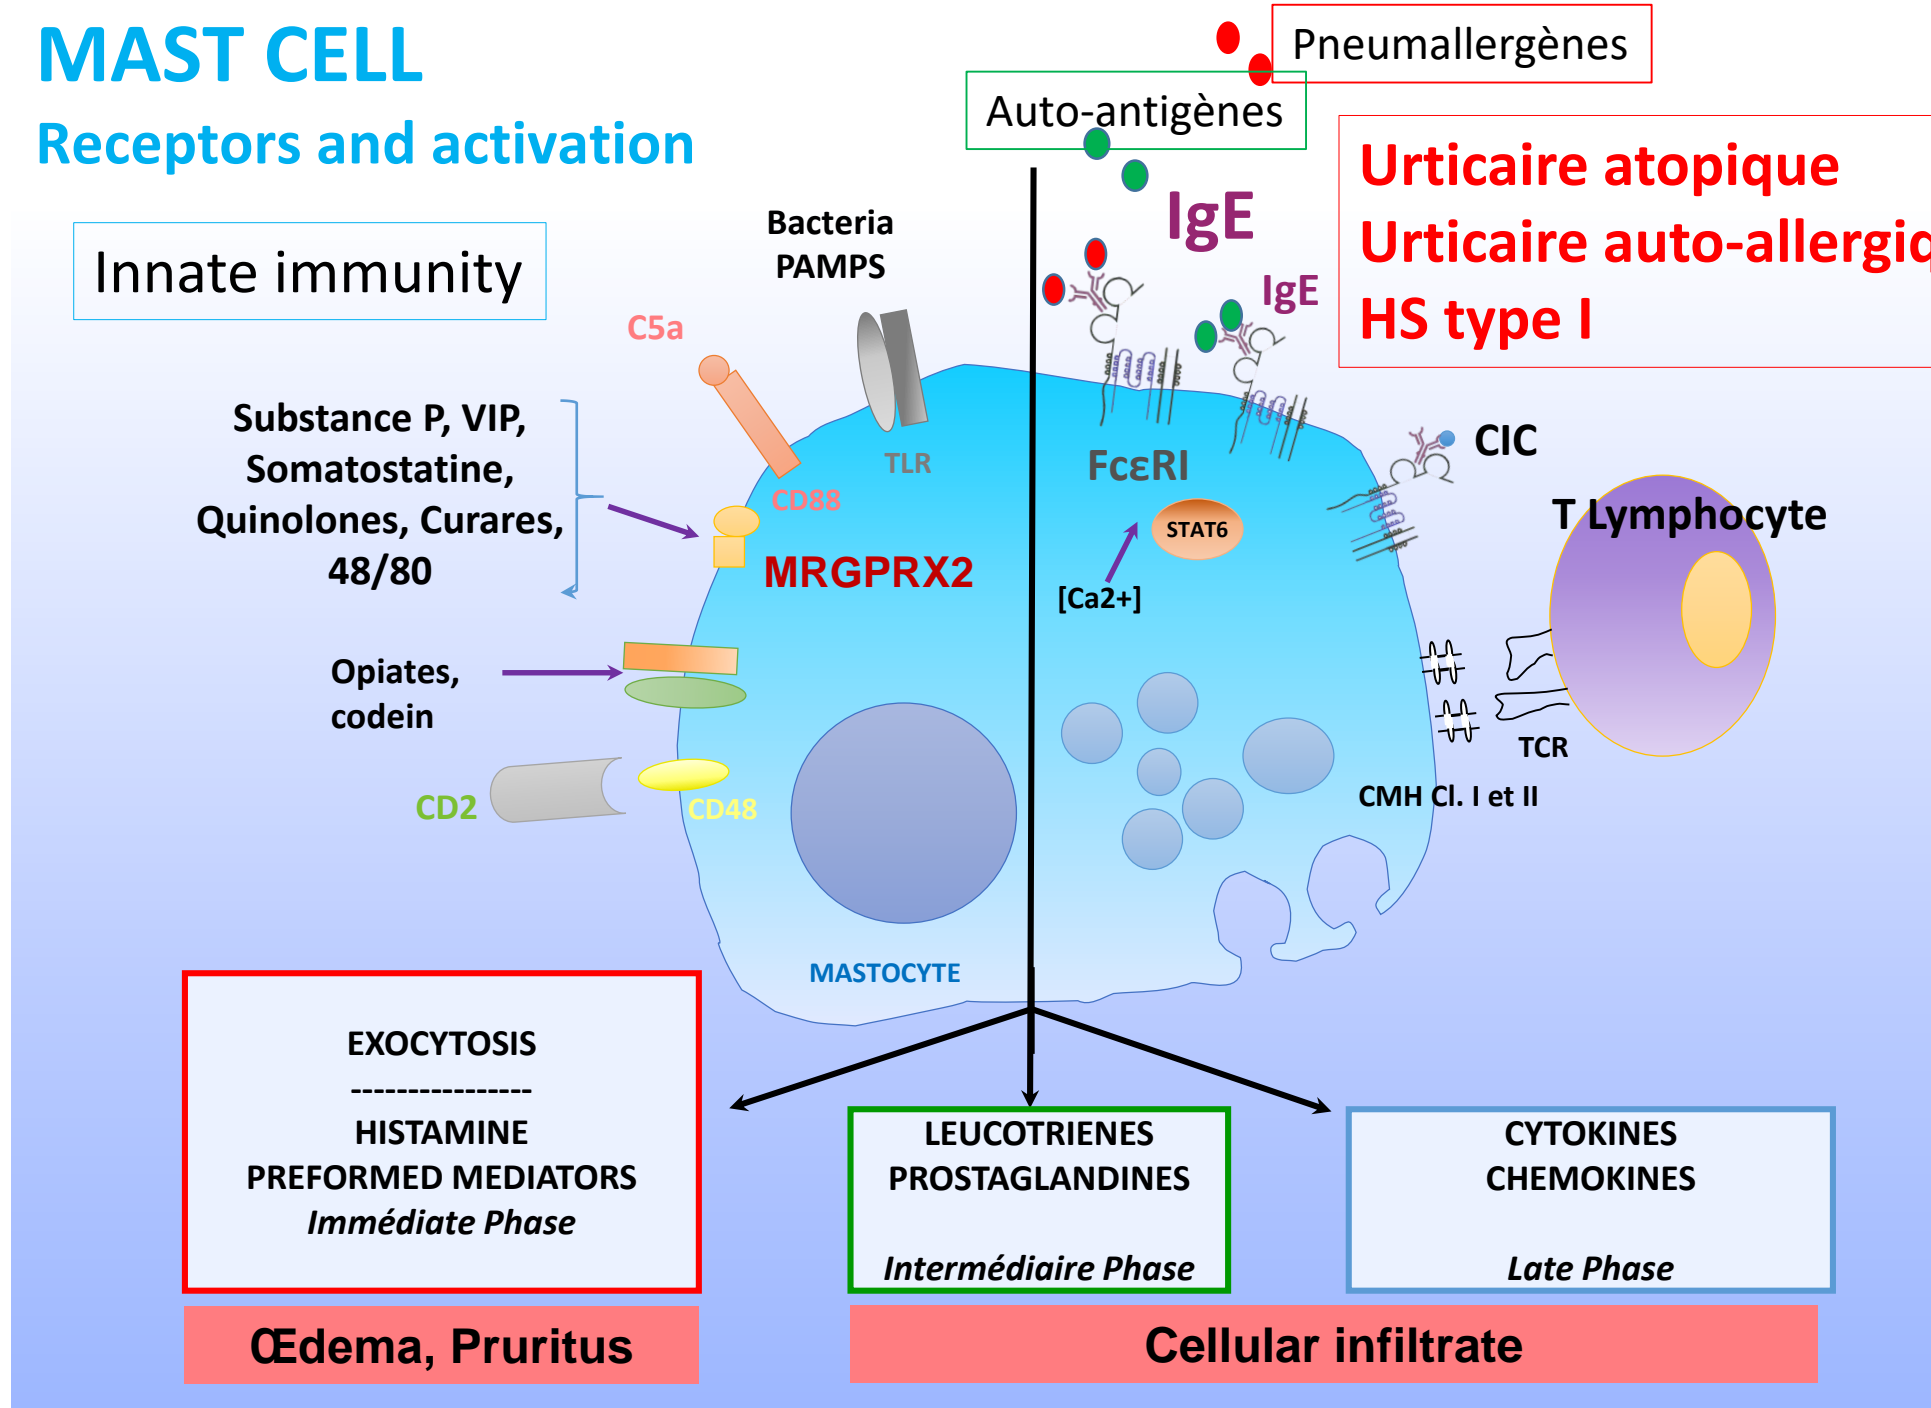 MAST CELL
Receptors and activation
Pneumallergènes
Auto-antigènes
Urticaire atopique
Urticaire auto-allergiq
HS type I
Innate immunity
Bacteria
PAMPS
IgE
IgE
C5a
Substance P, VIP,
Somatostatine,
Quinolones, Curares,
48/80
TLR
CD88
FcεRI
CIC
STAT6
T Lymphocyte
MRGPRX2
[Ca2+]
Opiates,
codein
TCR
CMH Cl. I et II
CD2
CD48
MASTOCYTE
EXOCYTOSIS
----------------
HISTAMINE
PREFORMED MEDIATORS
Immédiate Phase
LEUCOTRIENES
PROSTAGLANDINES
Intermédiaire Phase
CYTOKINES
CHEMOKINES
Late Phase
Œdema, Pruritus
Cellular infiltrate